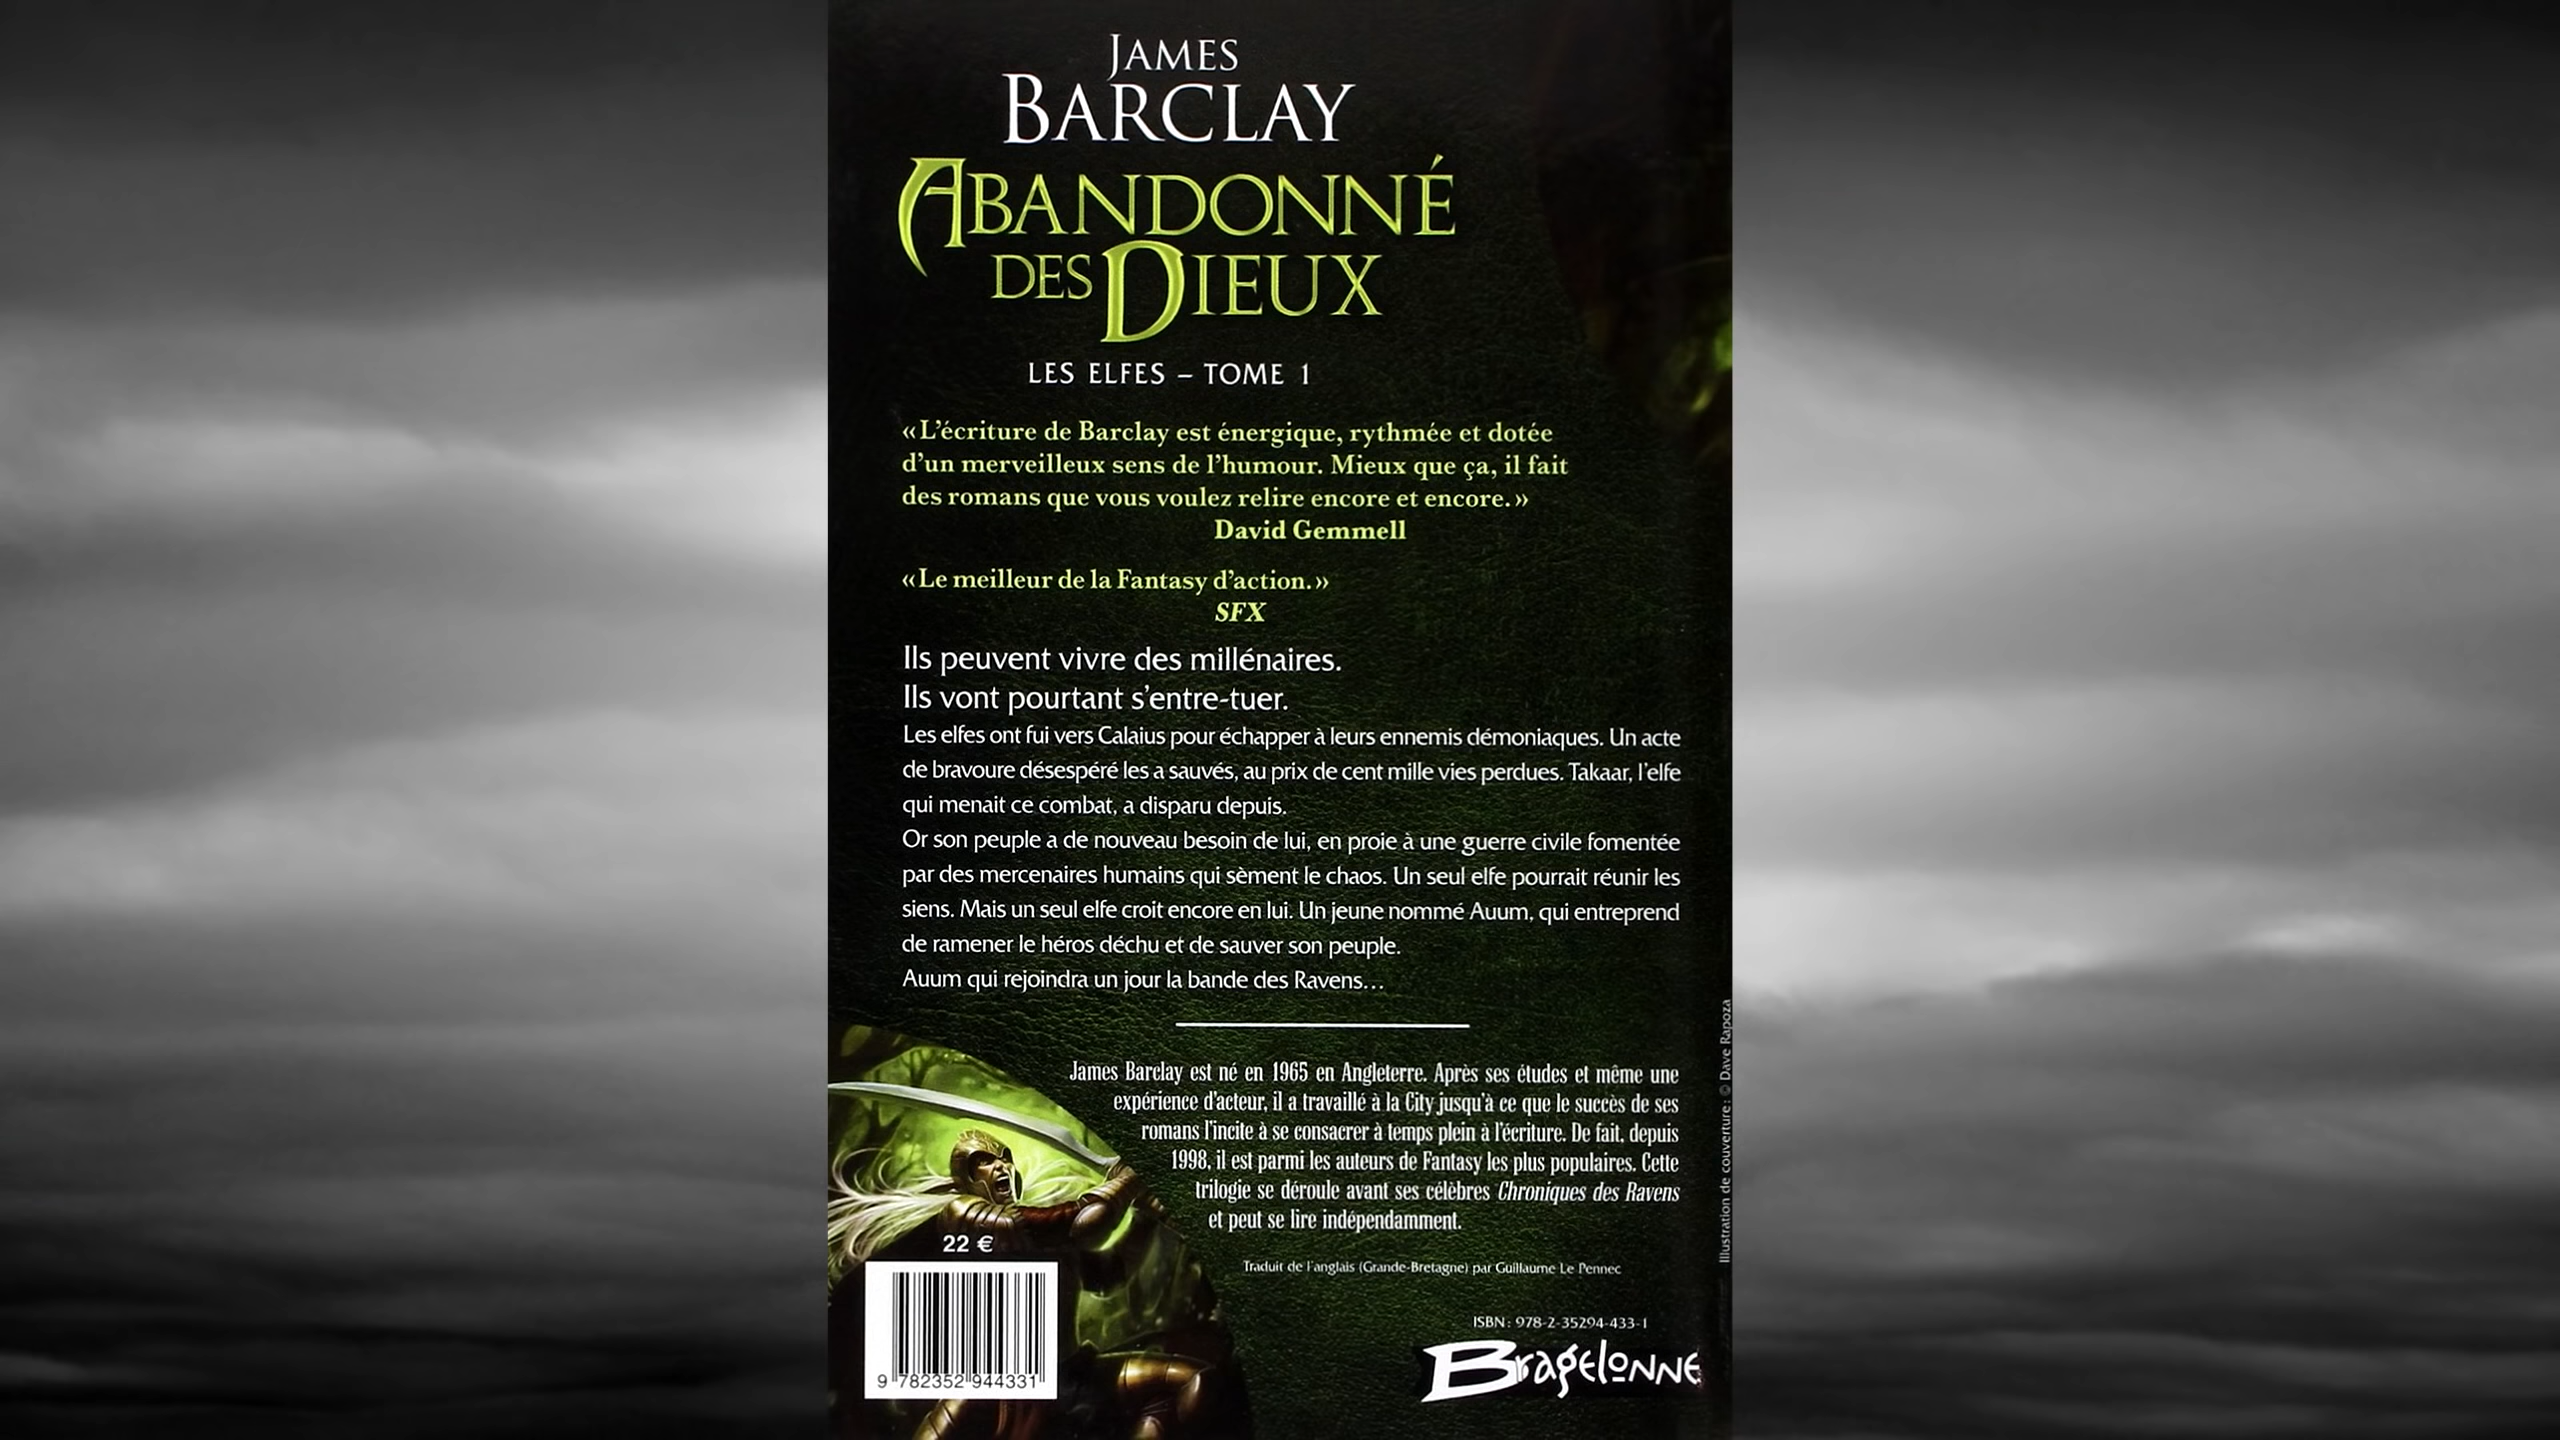 JAMES
BARCLAY
ABANDONNÉ
DES DIEUX
LES ELFES – TOME 1
« L'écriture de Barclay est énergique, rythmée et dotée
d'un merveilleux sens de l'humour. Mieux que ça, il fait
des romans que vous voulez relire encore et encore. »
David Gemmell
« Le meilleur de la Fantasy d'action. »
SFX
Ils peuvent vivre des millénaires.
Ils vont pourtant s'entre-tuer.
Les elfes ont fui vers Calaius pour échapper à leurs ennemis démoniaques. Un acte
de bravoure désespéré les a sauvés, au prix de cent mille vies perdues. Takaar, l'elfe
qui menait ce combat, a disparu depuis.
Or son peuple a de nouveau besoin de lui, en proie à une guerre civile fomentée
par des mercenaires humains qui sèment le chaos. Un seul elfe pourrait réunir les
siens. Mais un seul elfe croit encore en lui. Un jeune nommé Auum, qui entreprend
de ramener le héros déchu et de sauver son peuple.
Auum qui rejoindra un jour la bande des Ravens…
James Barclay est né en 1965 en Angleterre. Après ses études et même une
expérience d'acteur, il a travaillé à la City jusqu'à ce que le succès de ses
romans l'incite à se consacrer à temps plein à l'écriture. De fait, depuis
1998, il est parmi les auteurs de Fantasy les plus populaires. Cette
trilogie se déroule avant ses célèbres Chroniques des Ravens
et peut se lire indépendamment.
Traduit de l'anglais (Grande-Bretagne) par Guillaume Le Pennec
Illustration de couverture : © Dave Rapoza
22 €
9 782352 944331
ISBN : 978-2-35294-433-1
Bragelonne